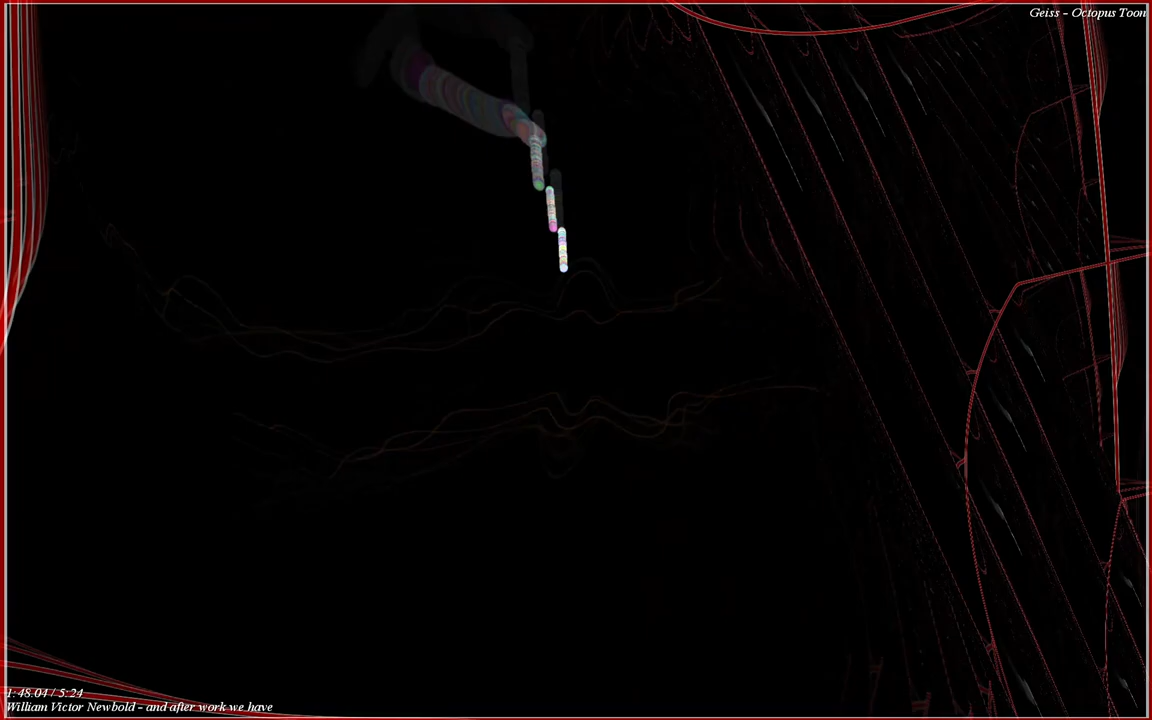 Geiss - Octopus Toon
1:48.04 / 5:24
William Victor Newbold - and after work we have